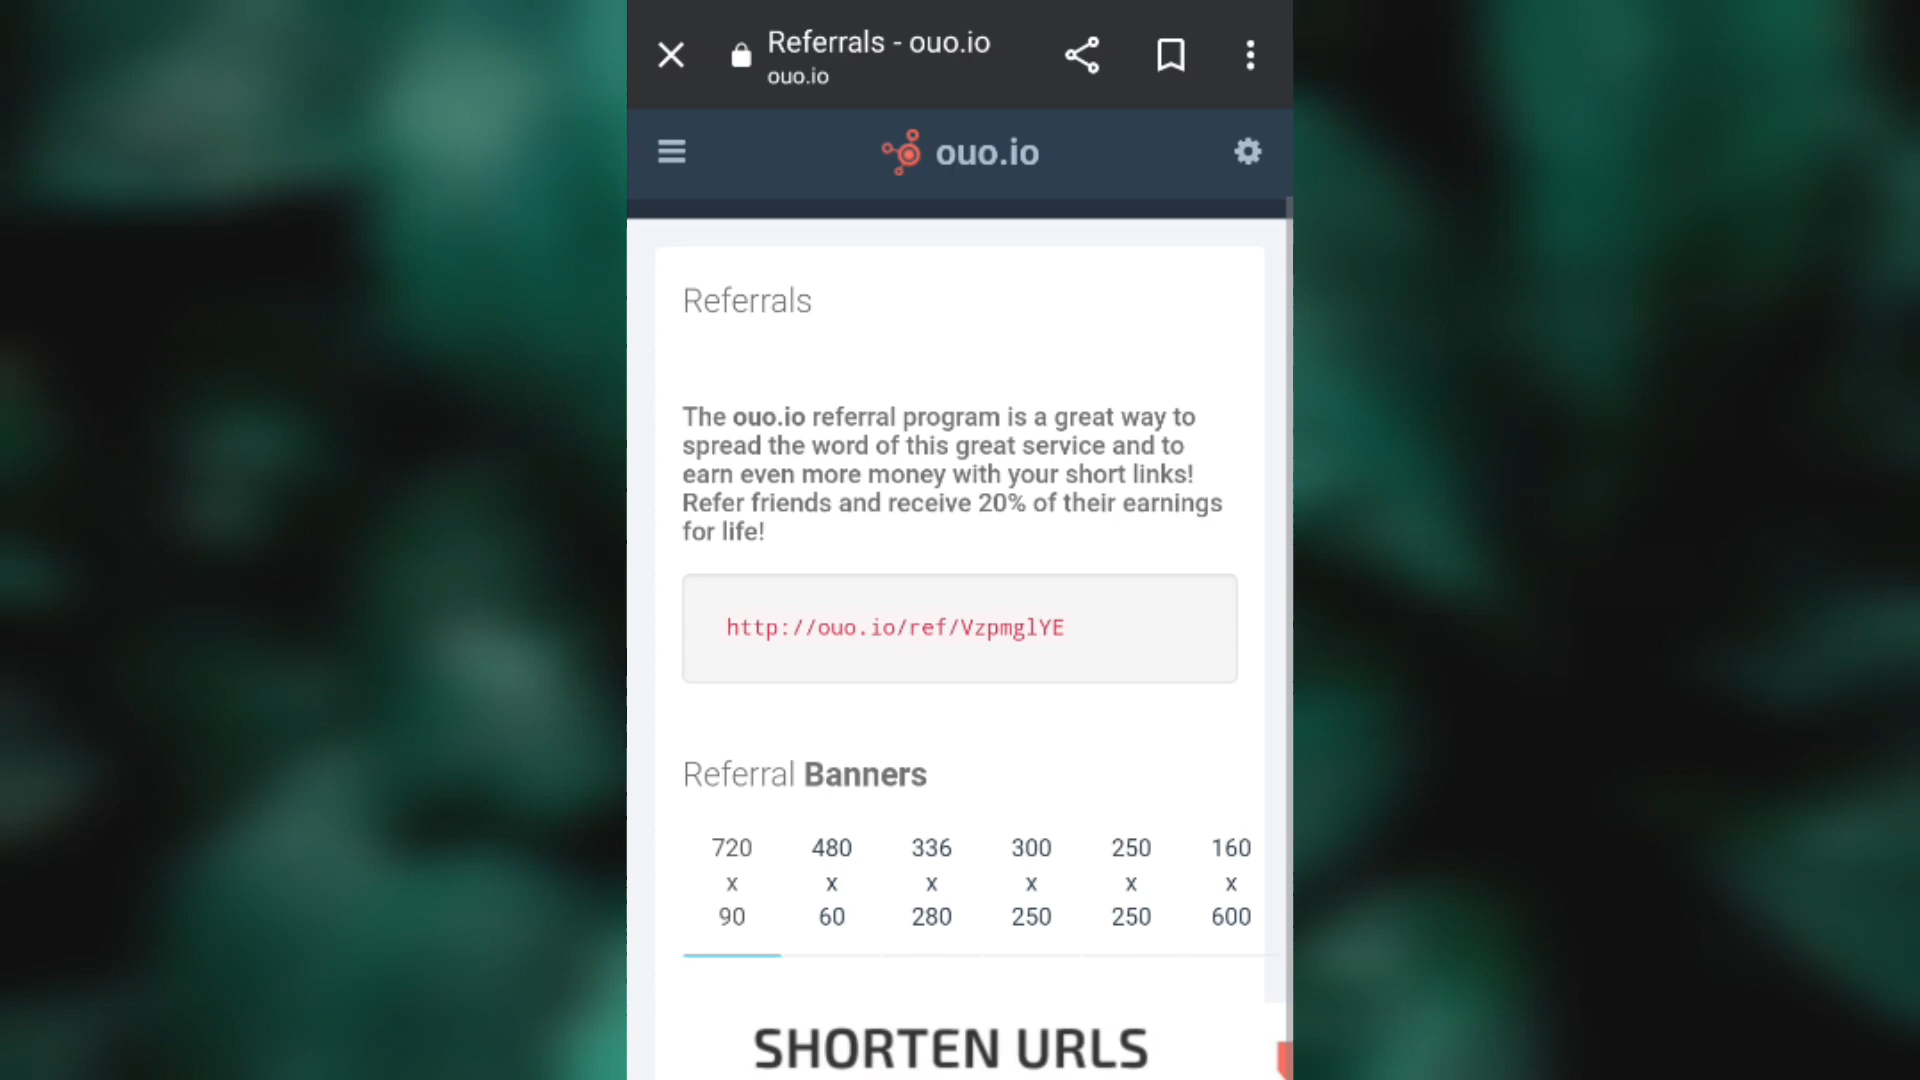 Referrals - ouo.io
ouo.io
ouo.io
Referrals
The ouo.io referral program is a great way to
spread the word of this great service and to
earn even more money with your short links!
Refer friends and receive 20% of their earnings
for life!
http://ouo.io/ref/VzpmglYE
Referral Banners
720 x 90
480 x 60
336 x 280
300 x 250
250 x 250
160 x 600
SHORTEN URLS